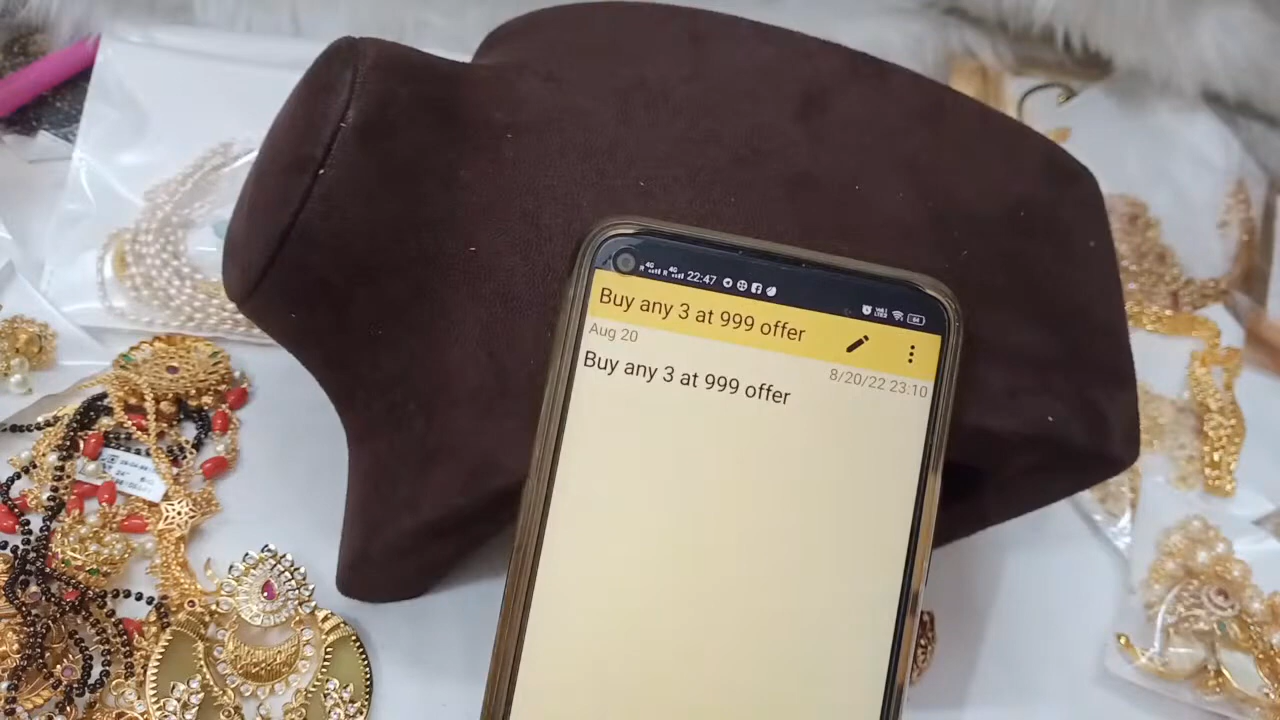 22:47
Buy any 3 at 999 offer
Aug 20
8/20/22 23:10
Buy any 3 at 999 offer